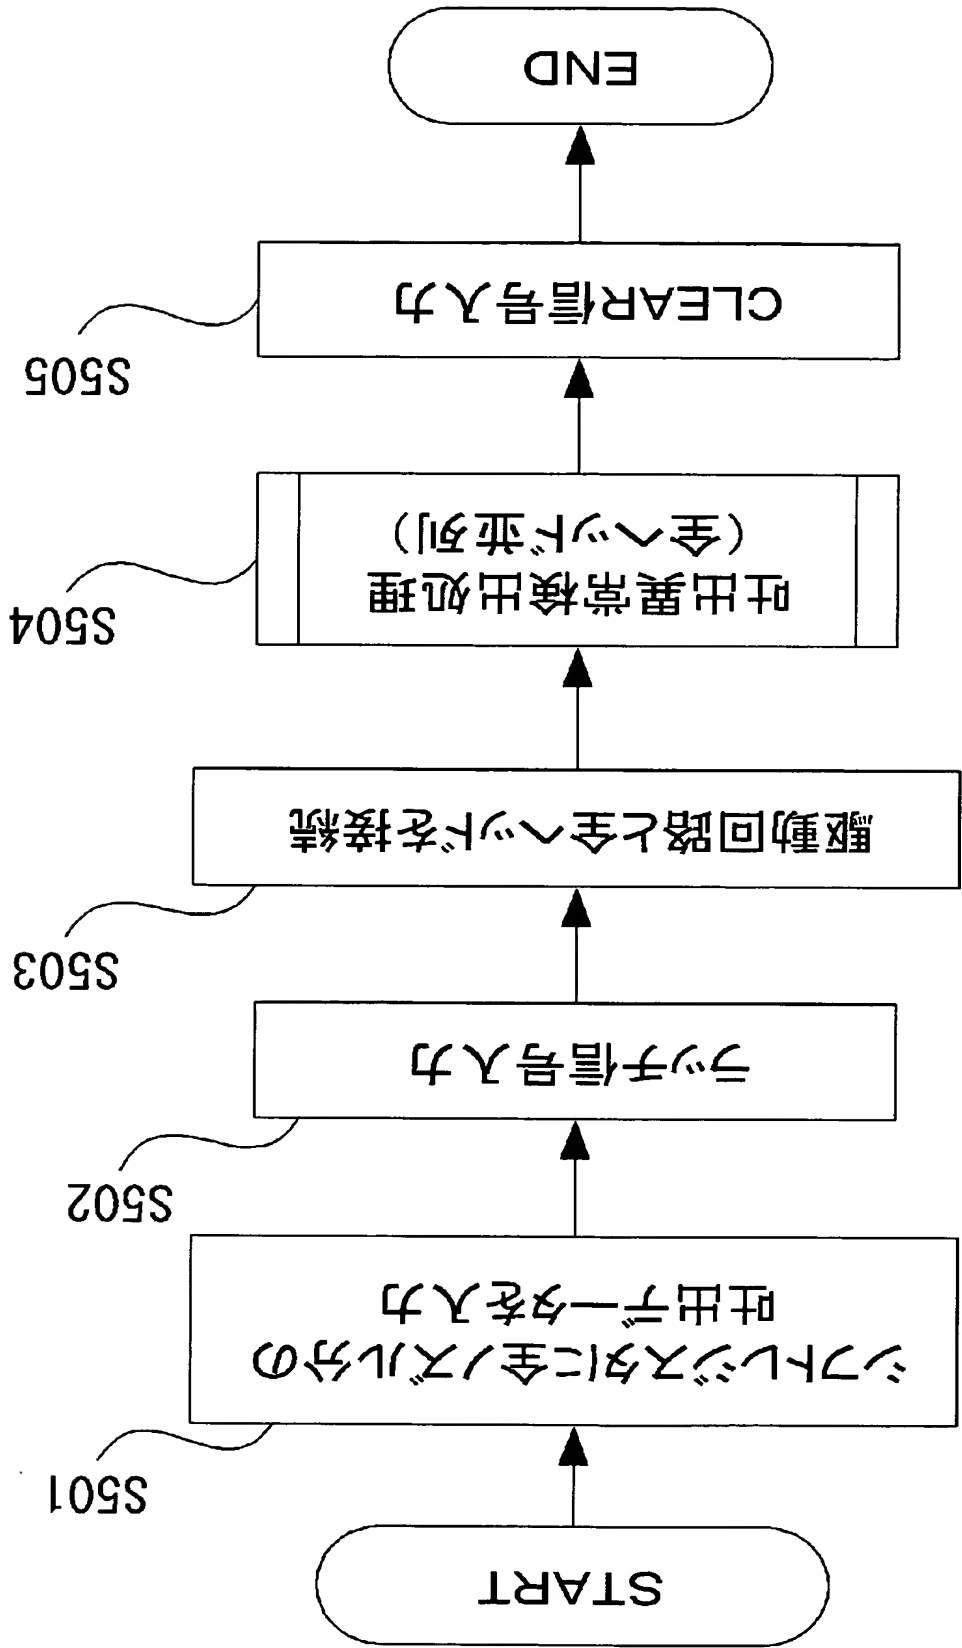 START
S501
シフトレジスタに全ノズル分の
吐出データを入力
S502
ラッチ信号入力
S503
駆動回路と全ヘッドを接続
S504
吐出異常検出処理
(全ヘッド並列)
S505
CLEAR信号入力
END